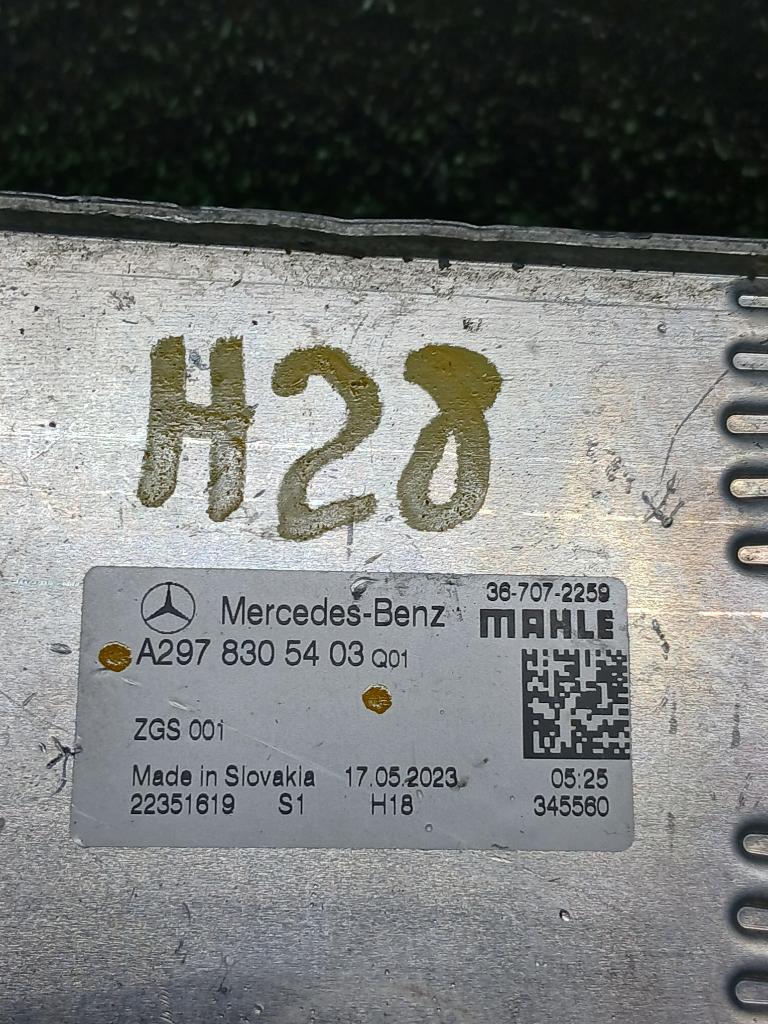 H28
Mercedes-Benz
36-707-2259
MAHLE
A297 830 54 03 Q01
ZGS 001
Made in Slovakia 17.05.2023 05:25
22351619 S1 H18 345560